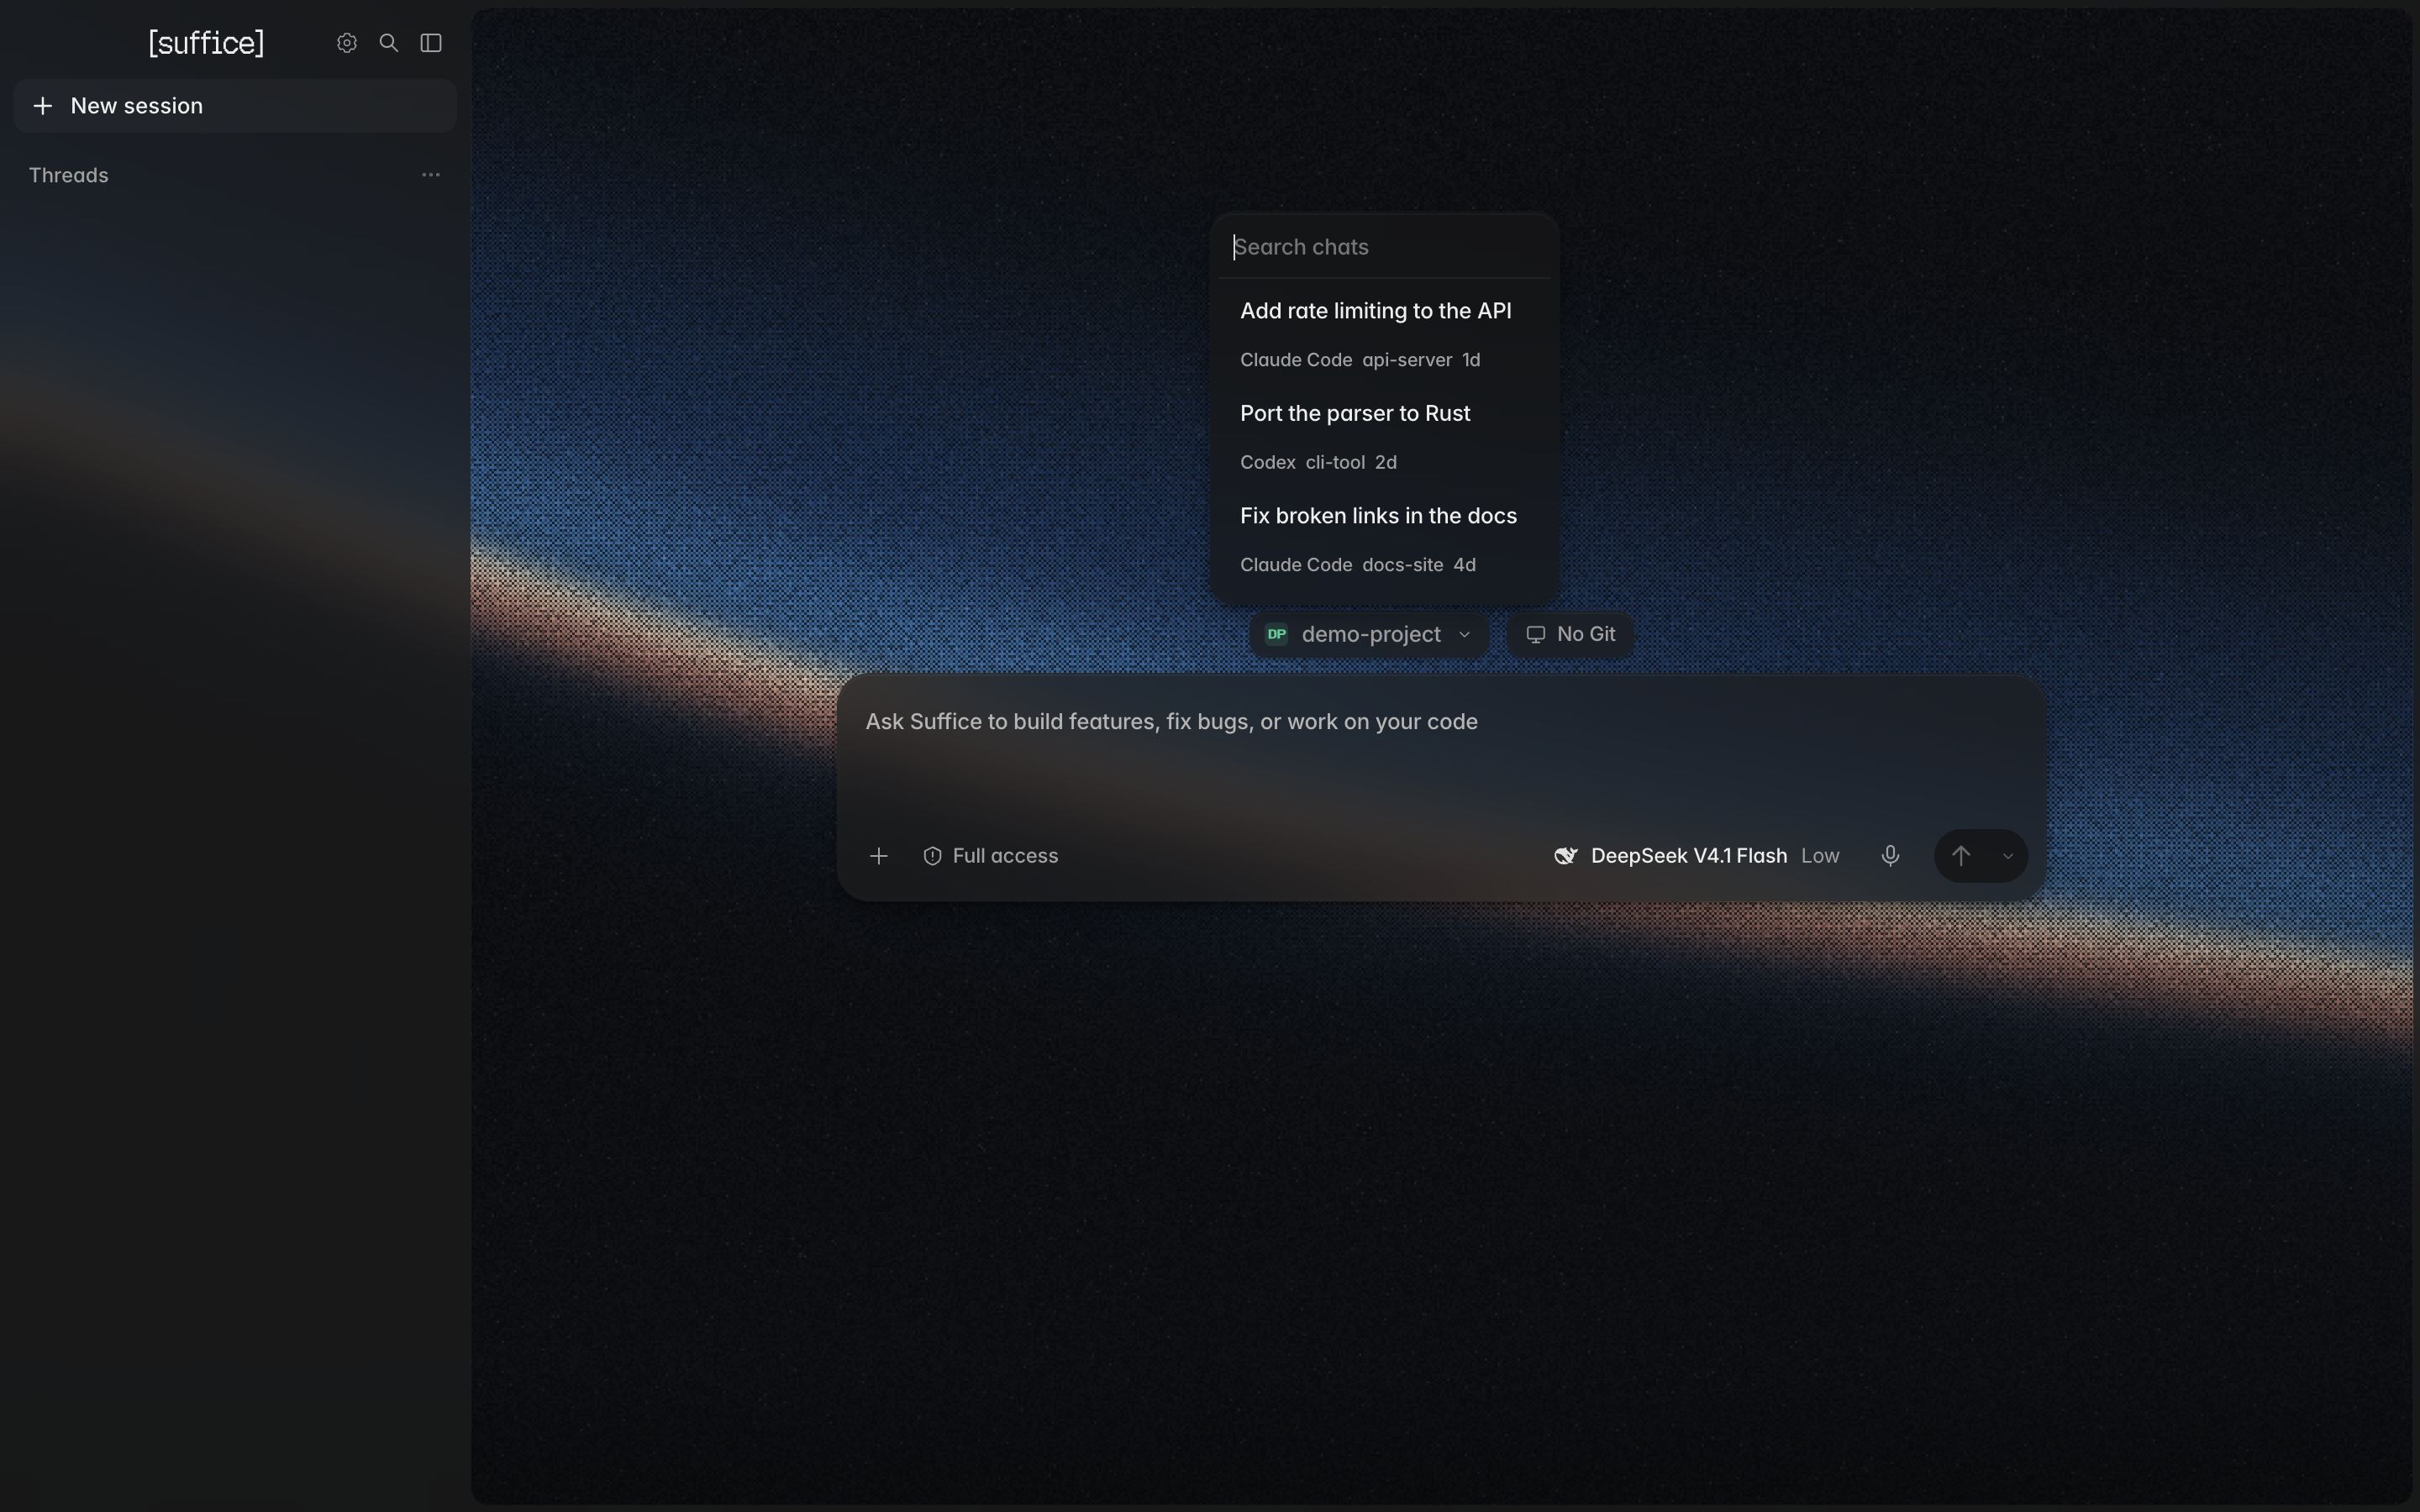 [suffice]
New session
Threads
Search chats
Add rate limiting to the API
Claude Code api-server 1d
Port the parser to Rust
Codex cli-tool 2d
Fix broken links in the docs
Claude Code docs-site 4d
DP demo-project
No Git
Ask Suffice to build features, fix bugs, or work on your code
Full access
DeepSeek V4.1 Flash Low